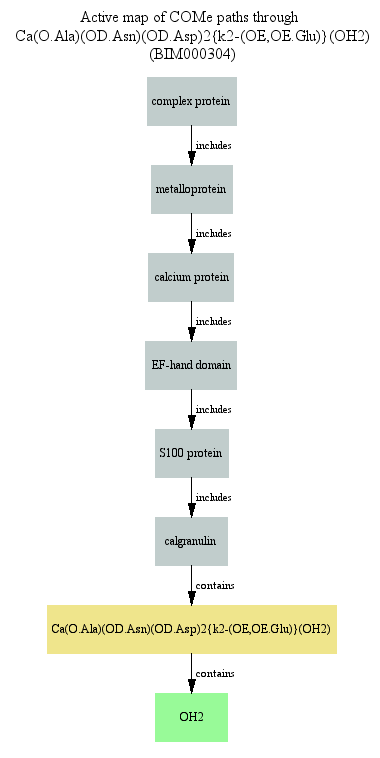 Active map of COMe paths through
Ca(O.Ala)(OD.Asn)(OD.Asp)2{k2-(OE,OE.Glu)}(OH2)
(BIM000304)
complex protein
includes
metalloprotein
includes
calcium protein
includes
EF-hand domain
includes
S100 protein
includes
calgranulin
contains
Ca(O.Ala)(OD.Asn)(OD.Asp)2{k2-(OE,OE.Glu)}(OH2)
contains
OH2